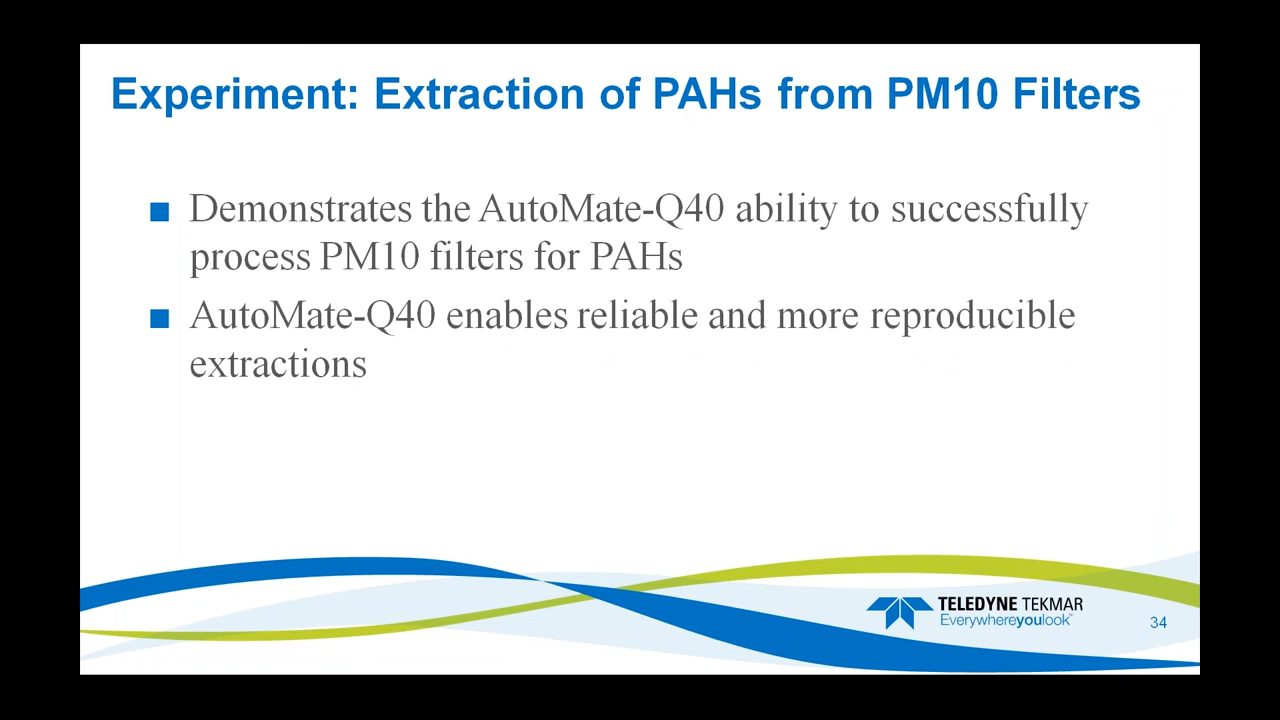 Experiment: Extraction of PAHs from PM10 Filters
Demonstrates the AutoMate-Q40 ability to successfully
process PM10 filters for PAHs
AutoMate-Q40 enables reliable and more reproducible
extractions
TELEDYNE TEKMAR
Everywhereyoulook™
34